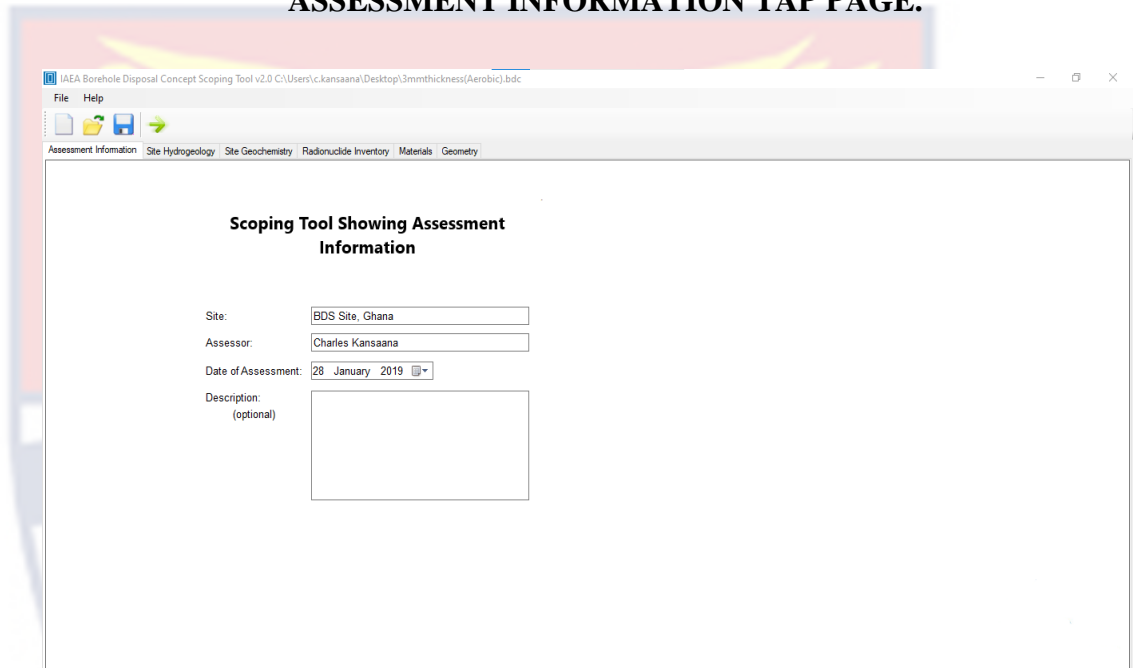 ASSESSMENT INFORMATION TAP PAGE.
IAEA Borehole Disposal Concept Scoping Tool v2.0 C:\Users\c.kansaana\Desktop\3mmthickness(Aerobic).bdc
File Help
Assessment Information Site Hydrogeology Site Geochemistry Radionuclide Inventory Materials Geometry
Scoping Tool Showing Assessment
Information
Site: BDS Site, Ghana
Assessor: Charles Kansaana
Date of Assessment: 28 January 2019
Description:
(optional)